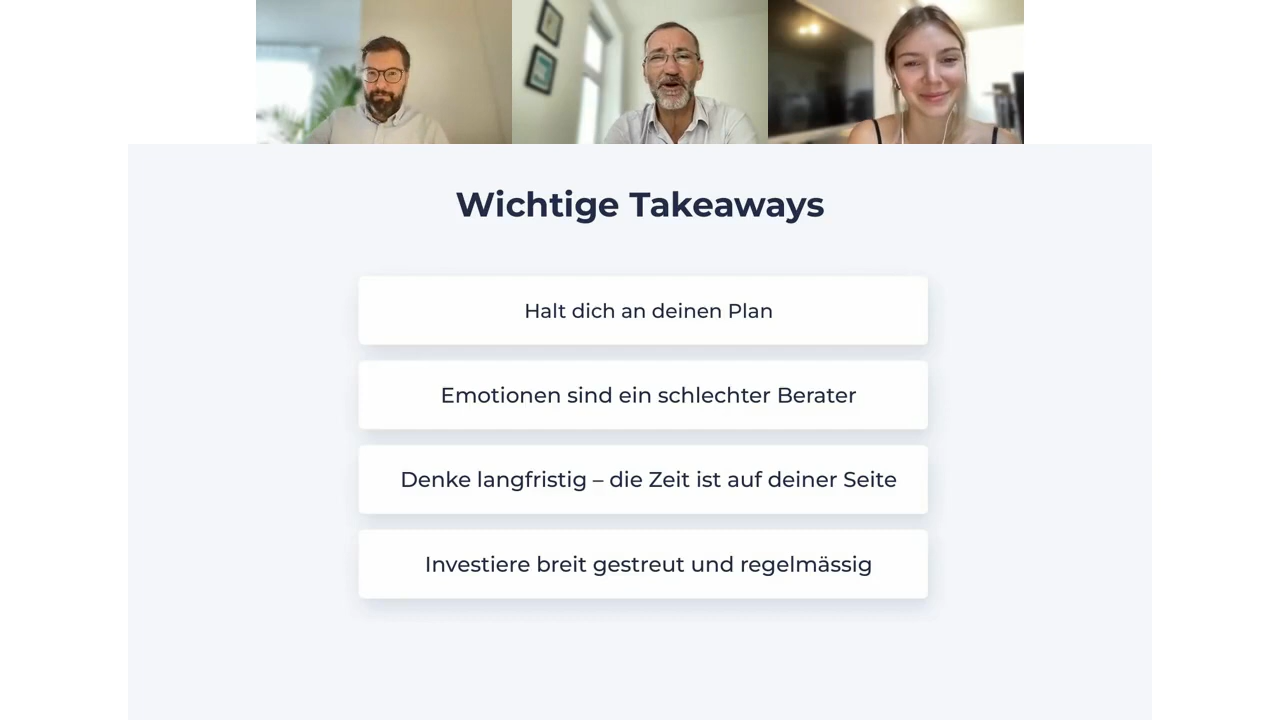 Wichtige Takeaways
Halt dich an deinen Plan
Emotionen sind ein schlechter Berater
Denke langfristig – die Zeit ist auf deiner Seite
Investiere breit gestreut und regelmässig